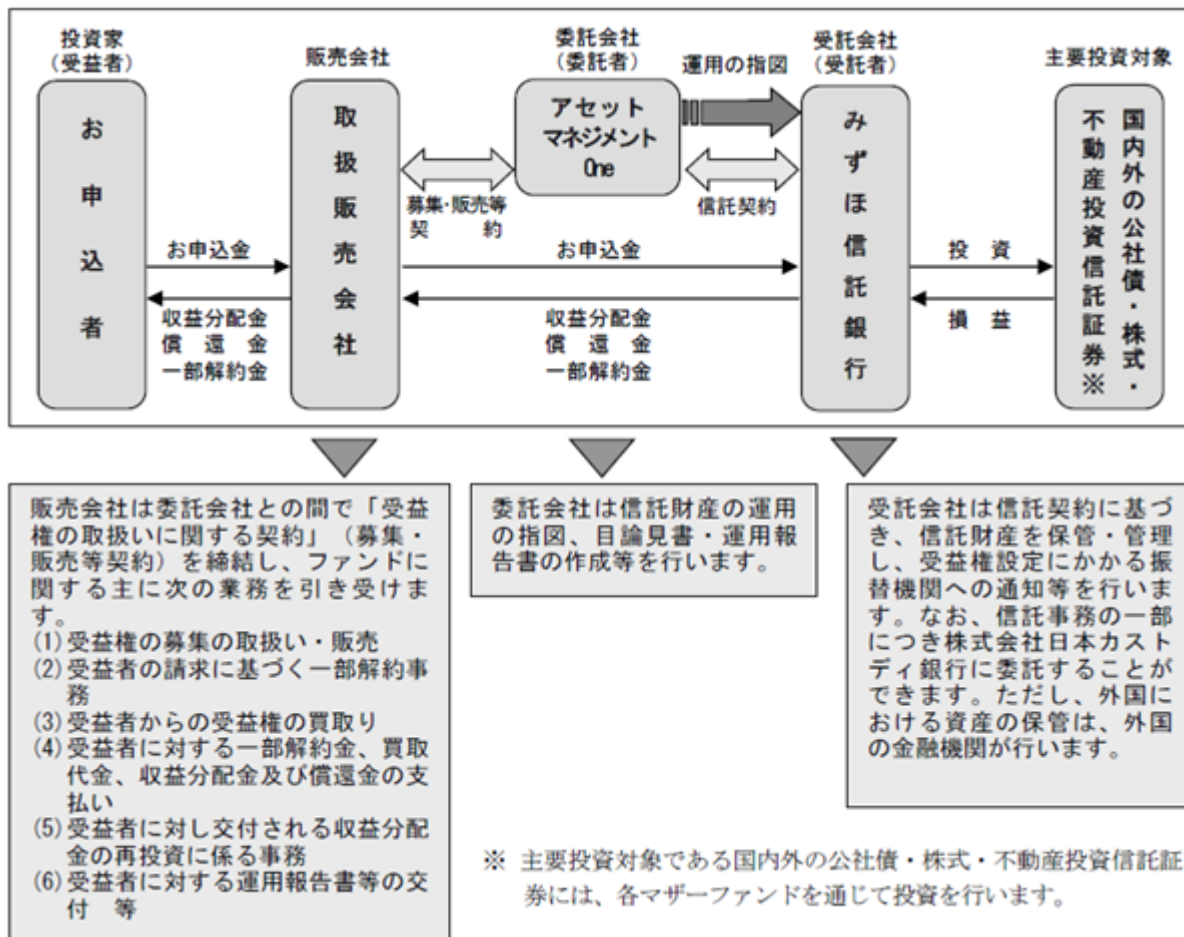 投資家
（受益者）
お申込者
販売会社
取扱販売会社
委託会社
（委託者）
アセット
マネジメント
One
運用の指図
受託会社
（受託者）
みずほ信託銀行
主要投資対象
国内外の公社債・株式・
不動産投資信託証券※
募集・販売等
契　　約
信託契約
お申込金
収益分配金
償　還　金
一部解約金
お申込金
収益分配金
償　還　金
一部解約金
投　資
損　益
販売会社は委託会社との間で「受益
権の取扱いに関する契約」（募集・
販売等契約）を締結し、ファンドに
関する主に次の業務を引き受けま
す。
(1)受益権の募集の取扱い・販売
(2)受益者の請求に基づく一部解約事
務
(3)受益者からの受益権の買取り
(4)受益者に対する一部解約金、買取
代金、収益分配金及び償還金の支
払い
(5)受益者に対し交付される収益分配
金の再投資に係る事務
(6)受益者に対する運用報告書等の交
付　等
委託会社は信託財産の運用
の指図、目論見書・運用報
告書の作成等を行います。
受託会社は信託契約に基づ
き、信託財産を保管・管理
し、受益権設定にかかる振
替機関への通知等を行いま
す。なお、信託事務の一部
につき株式会社日本カスト
ディ銀行に委託することが
できます。ただし、外国に
おける資産の保管は、外国
の金融機関が行います。
※ 主要投資対象である国内外の公社債・株式・不動産投資信託証
券には、各マザーファンドを通じて投資を行います。